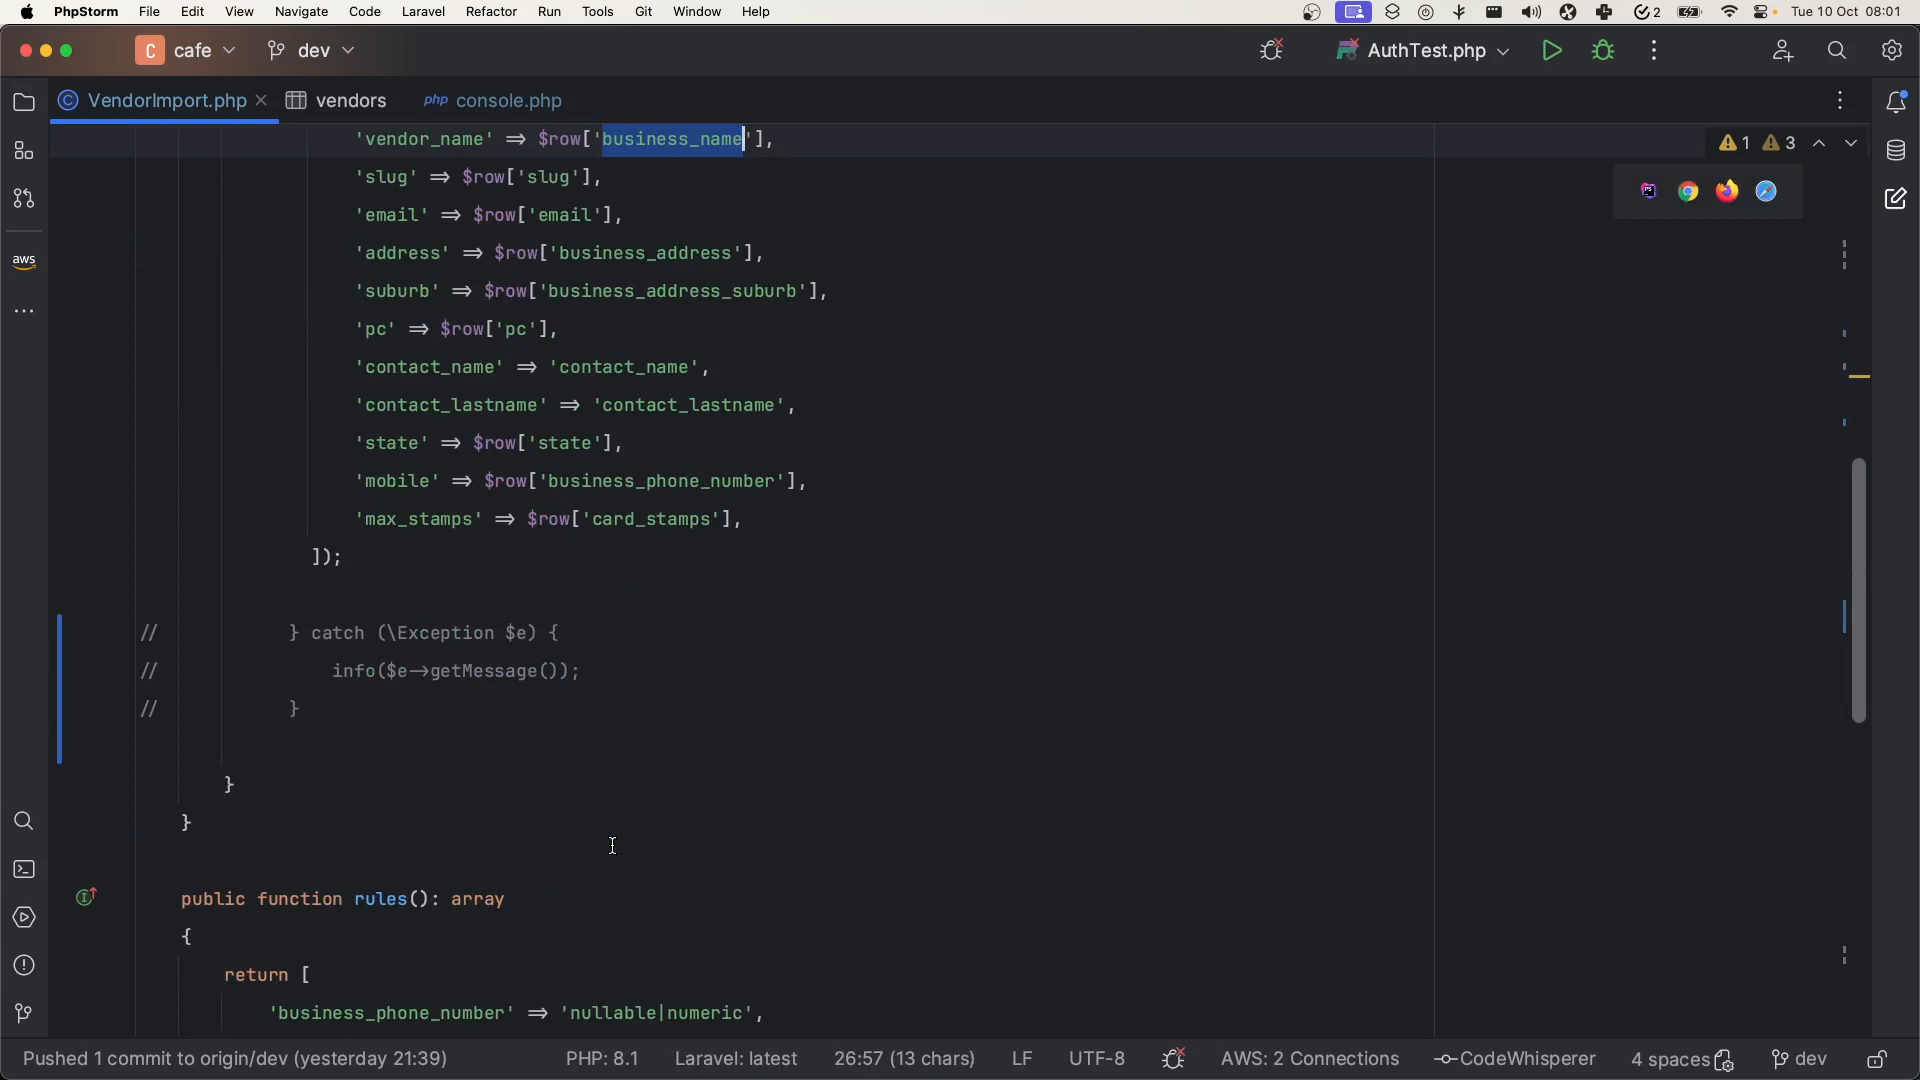 PhpStorm File Edit View Navigate Code Laravel Refactor Run Tools Git Window Help 2 Tue 10 Oct 08:01
C cafe dev AuthTest.php
VendorImport.php vendors php console.php
'vendor_name' => $row['business_name'], 1 3
'slug' => $row['slug'],
'email' => $row['email'],
'address' => $row['business_address'],
aws
'suburb' => $row['business_address_suburb'],
'pc' => $row['pc'],
'contact_name' => 'contact_name',
'contact_lastname' => 'contact_lastname',
'state' => $row['state'],
'mobile' => $row['business_phone_number'],
'max_stamps' => $row['card_stamps'],
]);
// } catch (\Exception $e) {
// info($e->getMessage());
// }
}
}
public function rules(): array
{
return [
'business_phone_number' => 'nullable|numeric',
Pushed 1 commit to origin/dev (yesterday 21:39) PHP: 8.1 Laravel: latest 26:57 (13 chars) LF UTF-8 AWS: 2 Connections CodeWhisperer 4 spaces dev